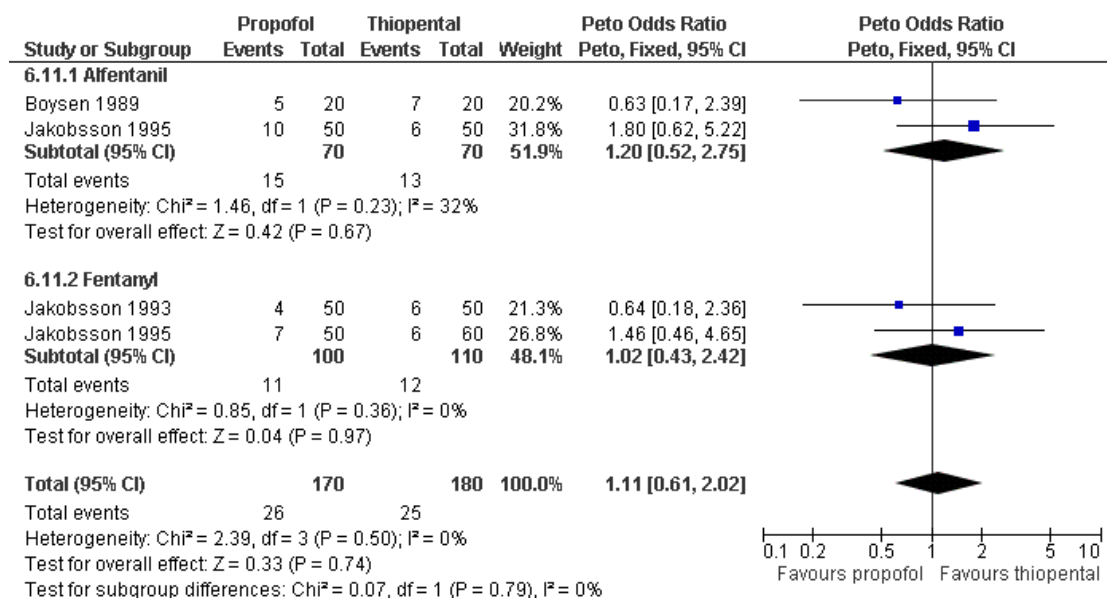 Propofol Thiopental Peto Odds Ratio Peto Odds Ratio
Study or Subgroup Events Total Events Total Weight Peto, Fixed, 95% CI Peto, Fixed, 95% CI
6.11.1 Alfentanil
Boysen 1989 5 20 7 20 20.2% 0.63 [0.17, 2.39]
Jakobsson 1995 10 50 6 50 31.8% 1.80 [0.62, 5.22]
Subtotal (95% CI) 70 70 51.9% 1.20 [0.52, 2.75]
Total events 15 13
Heterogeneity: Chi² = 1.46, df = 1 (P = 0.23); I² = 32%
Test for overall effect: Z = 0.42 (P = 0.67)
6.11.2 Fentanyl
Jakobsson 1993 4 50 6 50 21.3% 0.64 [0.18, 2.36]
Jakobsson 1995 7 50 6 60 26.8% 1.46 [0.46, 4.65]
Subtotal (95% CI) 100 110 48.1% 1.02 [0.43, 2.42]
Total events 11 12
Heterogeneity: Chi² = 0.85, df = 1 (P = 0.36); I² = 0%
Test for overall effect: Z = 0.04 (P = 0.97)
Total (95% CI) 170 180 100.0% 1.11 [0.61, 2.02]
Total events 26 25
Heterogeneity: Chi² = 2.39, df = 3 (P = 0.50); I² = 0%
Test for overall effect: Z = 0.33 (P = 0.74)
Test for subgroup differences: Chi² = 0.07, df = 1 (P = 0.79), I² = 0%
0.1 0.2 0.5 1 2 5 10
Favours propofol Favours thiopental